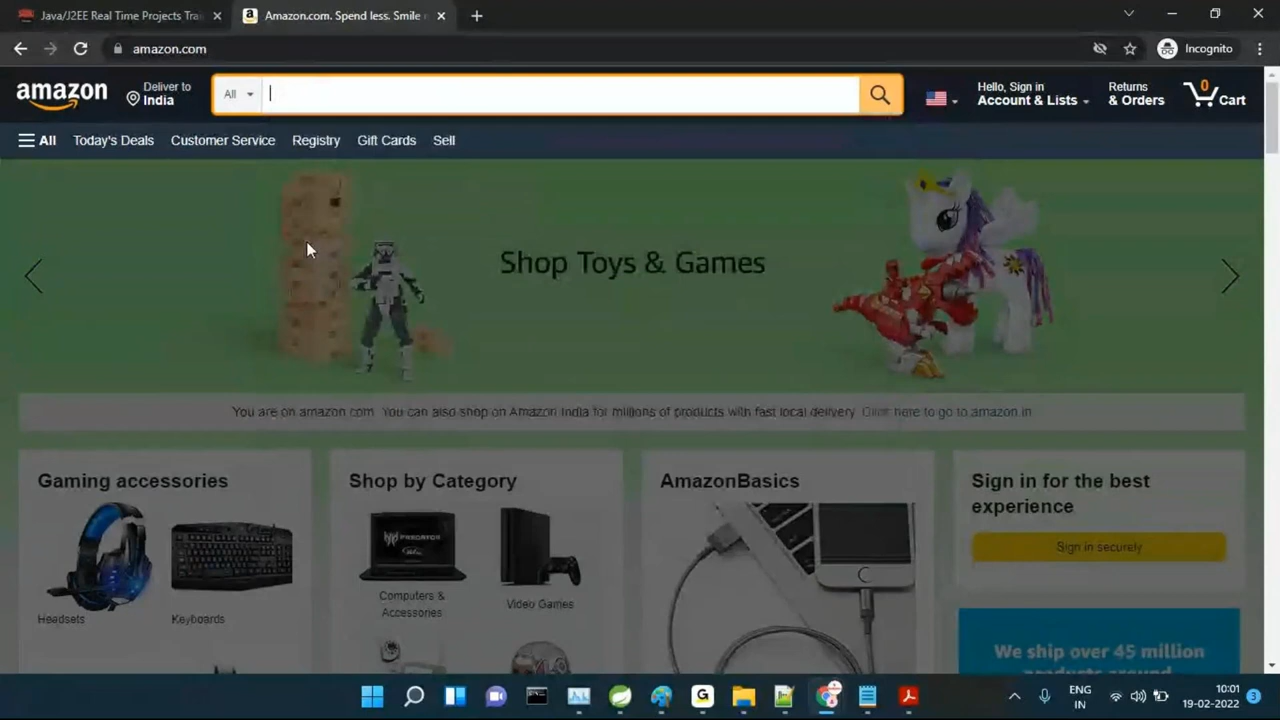 Java/J2EE Real Time Projects Tra
Amazon.com. Spend less. Smile
amazon.com
Incognito
amazon
Deliver to
India
All
Hello, Sign in
Account & Lists
Returns
& Orders
0
Cart
All
Today's Deals
Customer Service
Registry
Gift Cards
Sell
Shop Toys & Games
You are on amazon.com. You can also shop on Amazon India for millions of products with fast local delivery. Click here to go to amazon.in
Gaming accessories
Headsets
Keyboards
Shop by Category
PREDATOR
Computers &
Accessories
Video Games
AmazonBasics
Sign in for the best
experience
Sign in securely
We ship over 45 million
products around
ENG
IN
10:01
19-02-2022
3